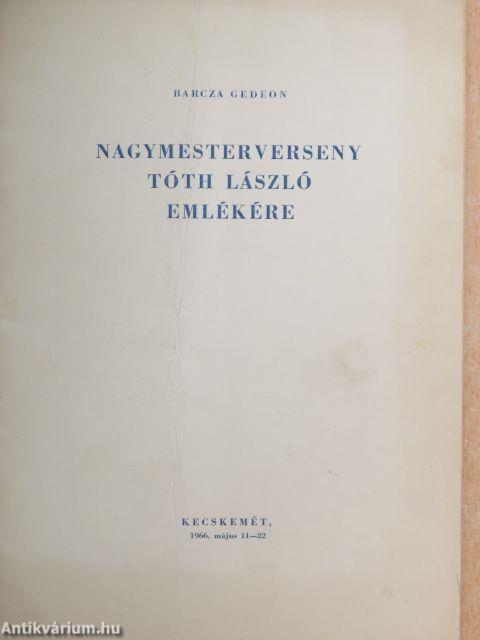 BARCZA GEDEON
NAGYMESTERVERSENY
TÓTH LÁSZLÓ
EMLÉKÉRE
KECSKEMÉT,
1966. május 11—22
Antikvárium.hu